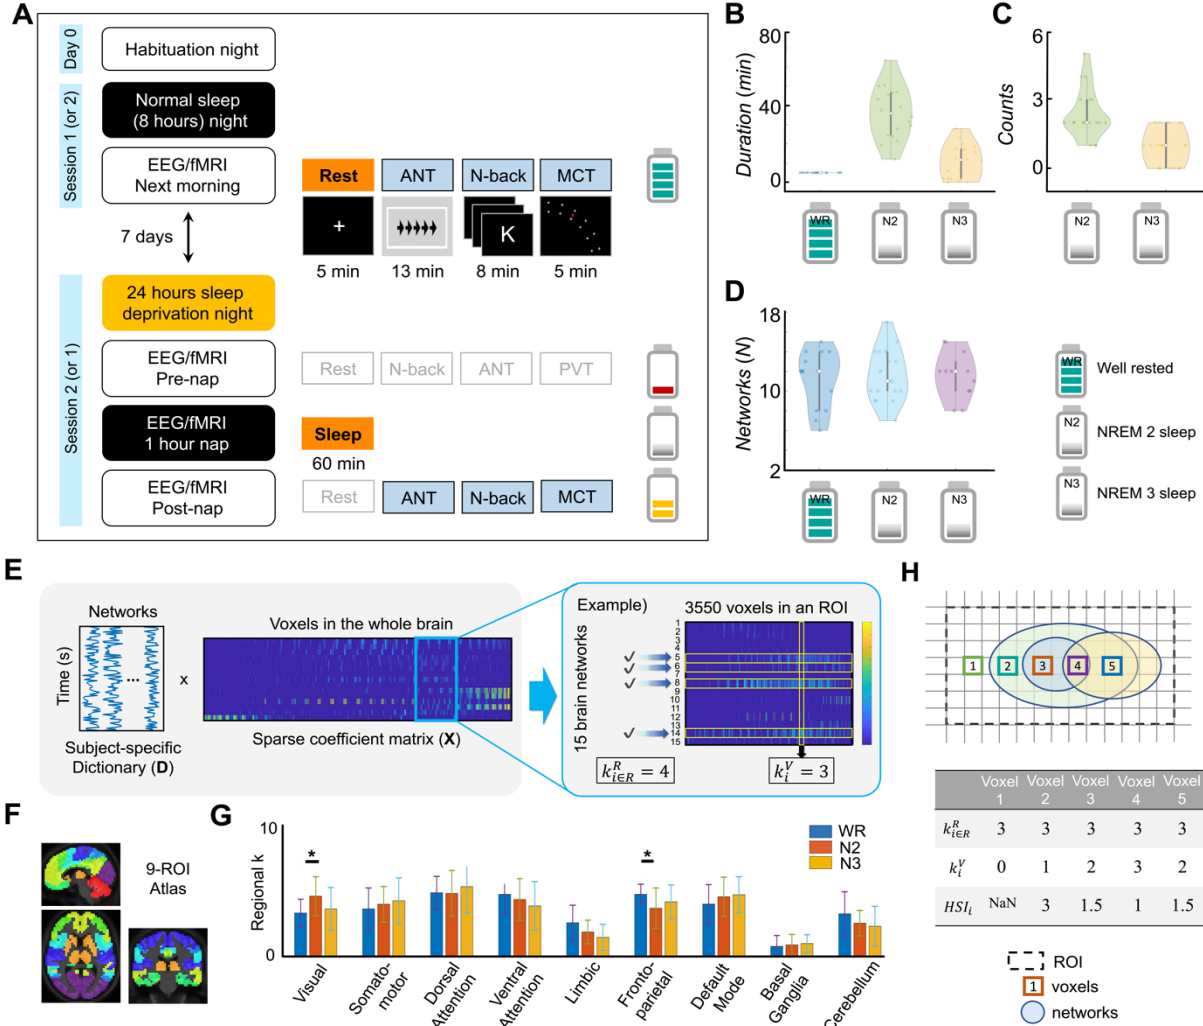 A
Day 0
Habituation night
Session 1 (or 2)
Normal sleep
(8 hours) night
EEG/fMRI
Next morning
Rest
ANT
N-back
MCT
+
K
5 min
13 min
8 min
5 min
7 days
Session 2 (or 1)
24 hours sleep
deprivation night
EEG/fMRI
Pre-nap
Rest
N-back
ANT
PVT
EEG/fMRI
1 hour nap
Sleep
60 min
EEG/fMRI
Post-nap
Rest
ANT
N-back
MCT
B
Duration (min)
80
40
0
WR
N2
N3
C
Counts
6
3
0
N2
N3
D
Networks (N)
18
10
2
WR
N2
N3
WR
Well rested
N2
NREM 2 sleep
N3
NREM 3 sleep
E
Networks
Time (s)
...
Subject-specific
Dictionary (D)
x
Voxels in the whole brain
Sparse coefficient matrix (X)
Example)
3550 voxels in an ROI
15 brain networks
1
2
3
4
5
6
7
8
9
10
11
12
13
14
15
k^R_{i∈R} = 4
k^V_i = 3
F
9-ROI
Atlas
G
Regional k
10
0
*
*
WR
N2
N3
Visual
Somato-
motor
Dorsal
Attention
Ventral
Attention
Limbic
Fronto-
parietal
Default
Mode
Basal
Ganglia
Cerebellum
H
1 2 3 4 5
Voxel 1 Voxel 2 Voxel 3 Voxel 4 Voxel 5
k^R_{i∈R} 3 3 3 3 3
k^V_i 0 1 2 3 2
HSI_i NaN 3 1.5 1 1.5
ROI
1 voxels
networks